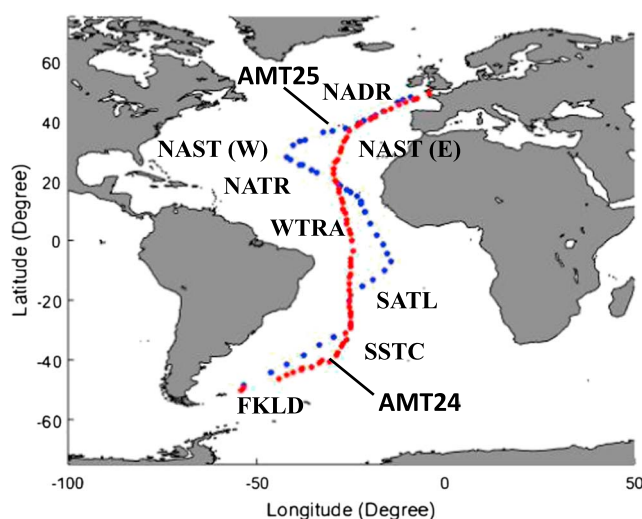 60
40
20
0
-20
-40
-60
Latitude (Degree)
AMT25
NADR
NAST (W)
NAST (E)
NATR
WTRA
SATL
SSTC
AMT24
FKLD
-100
-50
0
50
Longitude (Degree)